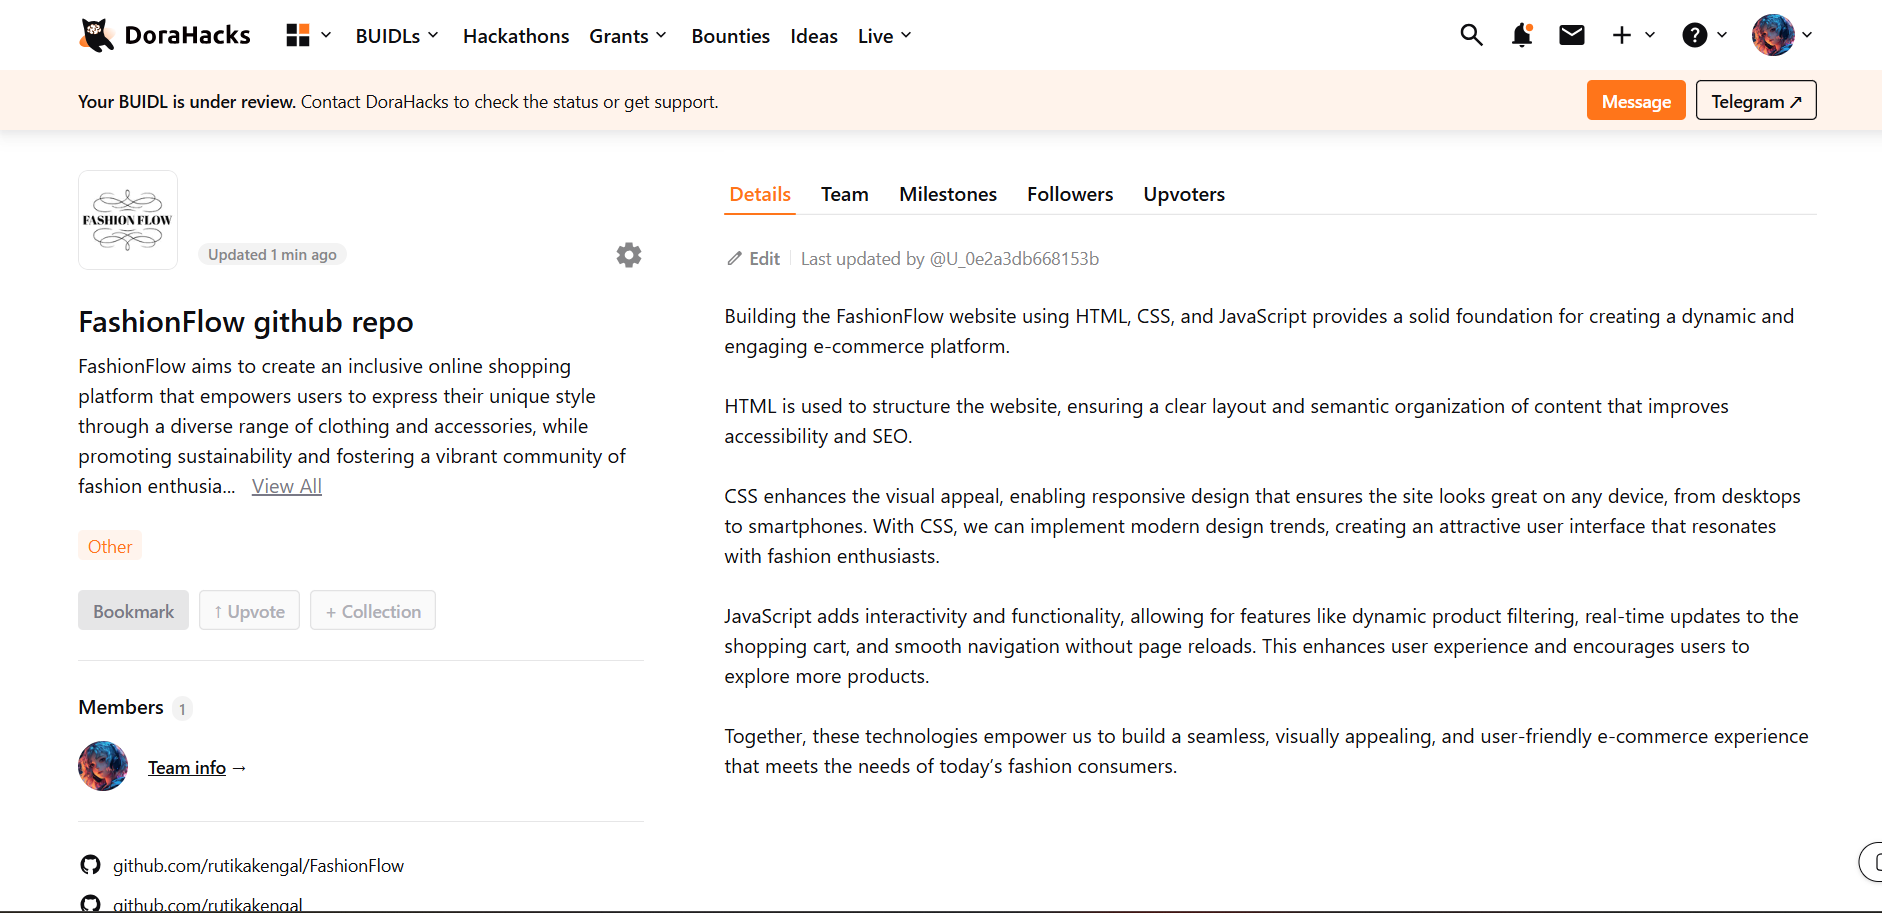 DoraHacks
BUIDLs
Hackathons
Grants
Bounties
Ideas
Live
Your BUIDL is under review. Contact DoraHacks to check the status or get support.
Message
Telegram ↗
FASHION FLOW
Updated 1 min ago
FashionFlow github repo
FashionFlow aims to create an inclusive online shopping
platform that empowers users to express their unique style
through a diverse range of clothing and accessories, while
promoting sustainability and fostering a vibrant community of
fashion enthusia... View All
Other
Bookmark
↑ Upvote
+ Collection
Members 1
Team info →
github.com/rutikakengal/FashionFlow
github.com/rutikakengal
Details
Team
Milestones
Followers
Upvoters
Edit
Last updated by @U_0e2a3db668153b
Building the FashionFlow website using HTML, CSS, and JavaScript provides a solid foundation for creating a dynamic and
engaging e-commerce platform.
HTML is used to structure the website, ensuring a clear layout and semantic organization of content that improves
accessibility and SEO.
CSS enhances the visual appeal, enabling responsive design that ensures the site looks great on any device, from desktops
to smartphones. With CSS, we can implement modern design trends, creating an attractive user interface that resonates
with fashion enthusiasts.
JavaScript adds interactivity and functionality, allowing for features like dynamic product filtering, real-time updates to the
shopping cart, and smooth navigation without page reloads. This enhances user experience and encourages users to
explore more products.
Together, these technologies empower us to build a seamless, visually appealing, and user-friendly e-commerce experience
that meets the needs of today’s fashion consumers.